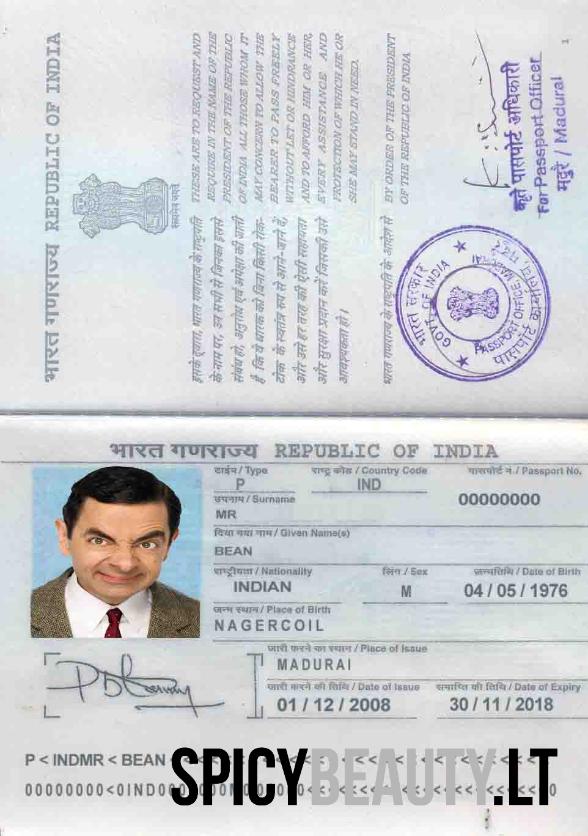 भारत गणराज्य REPUBLIC OF INDIA
सत्यमेव जयते
इसके द्वारा, भारत गणराज्य के राष्ट्रपति
के नाम पर, उन सभी से जिनका इससे
संबंध हो, अनुरोध एवं अपेक्षा की जाती
है कि वे धारक को बिना किसी रोक-
टोक के स्वतंत्र रूप से आने-जाने दें,
और उसे हर तरह की ऐसी सहायता
और सुरक्षा प्रदान करें जिसकी उसे
आवश्यकता हो।
भारत गणराज्य के राष्ट्रपति के आदेश से
THESE ARE TO REQUEST AND
REQUIRE IN THE NAME OF THE
PRESIDENT OF THE REPUBLIC
OF INDIA ALL THOSE WHOM IT
MAY CONCERN TO ALLOW THE
BEARER TO PASS FREELY
WITHOUT LET OR HINDRANCE
AND TO AFFORD HIM OR HER,
EVERY ASSISTANCE AND
PROTECTION OF WHICH HE OR
SHE MAY STAND IN NEED.
BY ORDER OF THE PRESIDENT
OF THE REPUBLIC OF INDIA
भारत सरकार
GOVT. OF INDIA
PASSPORT OFFICE, MADURAI
पासपोर्ट कार्यालय, मदुरै
कृते पासपोर्ट अधिकारी
For Passport Officer
मदुरै / Madurai
1
भारत गणराज्य REPUBLIC OF INDIA
टाईप / Type
राष्ट्र कोड / Country Code
पासपोर्ट नं. / Passport No.
P
IND
00000000
उपनाम / Surname
MR
दिया गया नाम / Given Name(s)
BEAN
राष्ट्रीयता / Nationality
लिंग / Sex
जन्मतिथि / Date of Birth
INDIAN
M
04 / 05 / 1976
जन्म स्थान / Place of Birth
NAGERCOIL
जारी करने का स्थान / Place of Issue
MADURAI
जारी करने की तिथि / Date of Issue
समाप्ति की तिथि / Date of Expiry
01 / 12 / 2008
30 / 11 / 2018
P < INDMR < BEAN
SPICYBEAUTY.LT